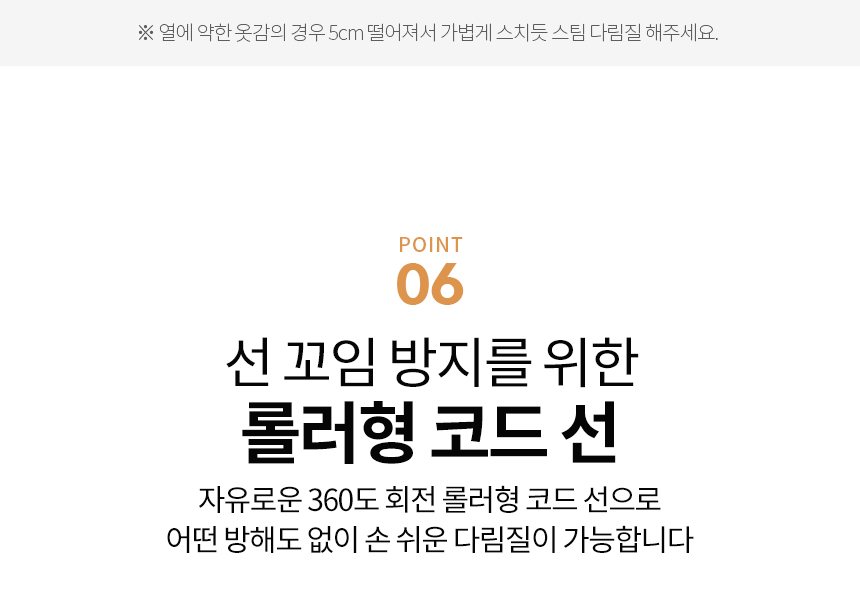 ※ 열에 약한 옷감의 경우 5cm 떨어져서 가볍게 스치듯 스팀 다림질 해주세요.
POINT
06
선 꼬임 방지를 위한
롤러형 코드 선
자유로운 360도 회전 롤러형 코드 선으로
어떤 방해도 없이 손 쉬운 다림질이 가능합니다